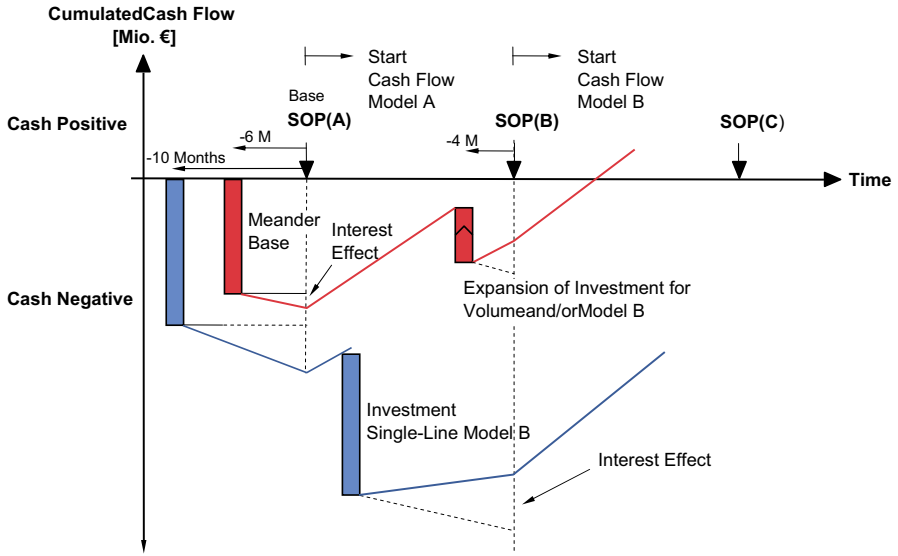 CumulatedCash Flow
[Mio. €]
Start
Cash Flow
Model A
Start
Cash Flow
Model B
Base
SOP(A)
SOP(B)
SOP(C)
Cash Positive
-6 M
-4 M
-10 Months
Time
Meander
Base
Interest
Effect
Cash Negative
Expansion of Investment for
Volumeand/orModel B
Investment
Single-Line Model B
Interest Effect